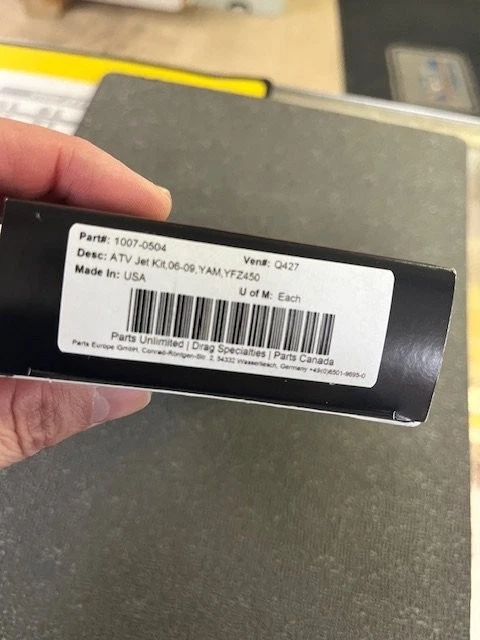 Part#: 1007-0504
Ven#: Q427
Desc: ATV Jet Kit,06-09,YAM,YFZ450
Made In: USA
U of M: Each
Parts Unlimited | Drag Specialties | Parts Canada
Parts Europe GmbH, Conrad-Röntgen-Str. 2, 54332 Wasserliesch, Germany +49(0)6501-9695-0